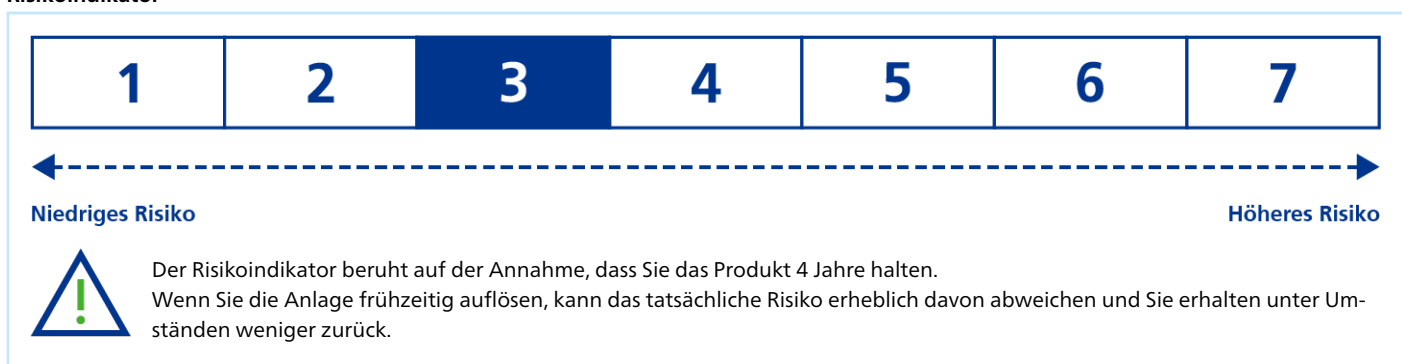 Risikoindikator
1 2 3 4 5 6 7
Niedriges Risiko Höheres Risiko
Der Risikoindikator beruht auf der Annahme, dass Sie das Produkt 4 Jahre halten.
Wenn Sie die Anlage frühzeitig auflösen, kann das tatsächliche Risiko erheblich davon abweichen und Sie erhalten unter Um-
ständen weniger zurück.